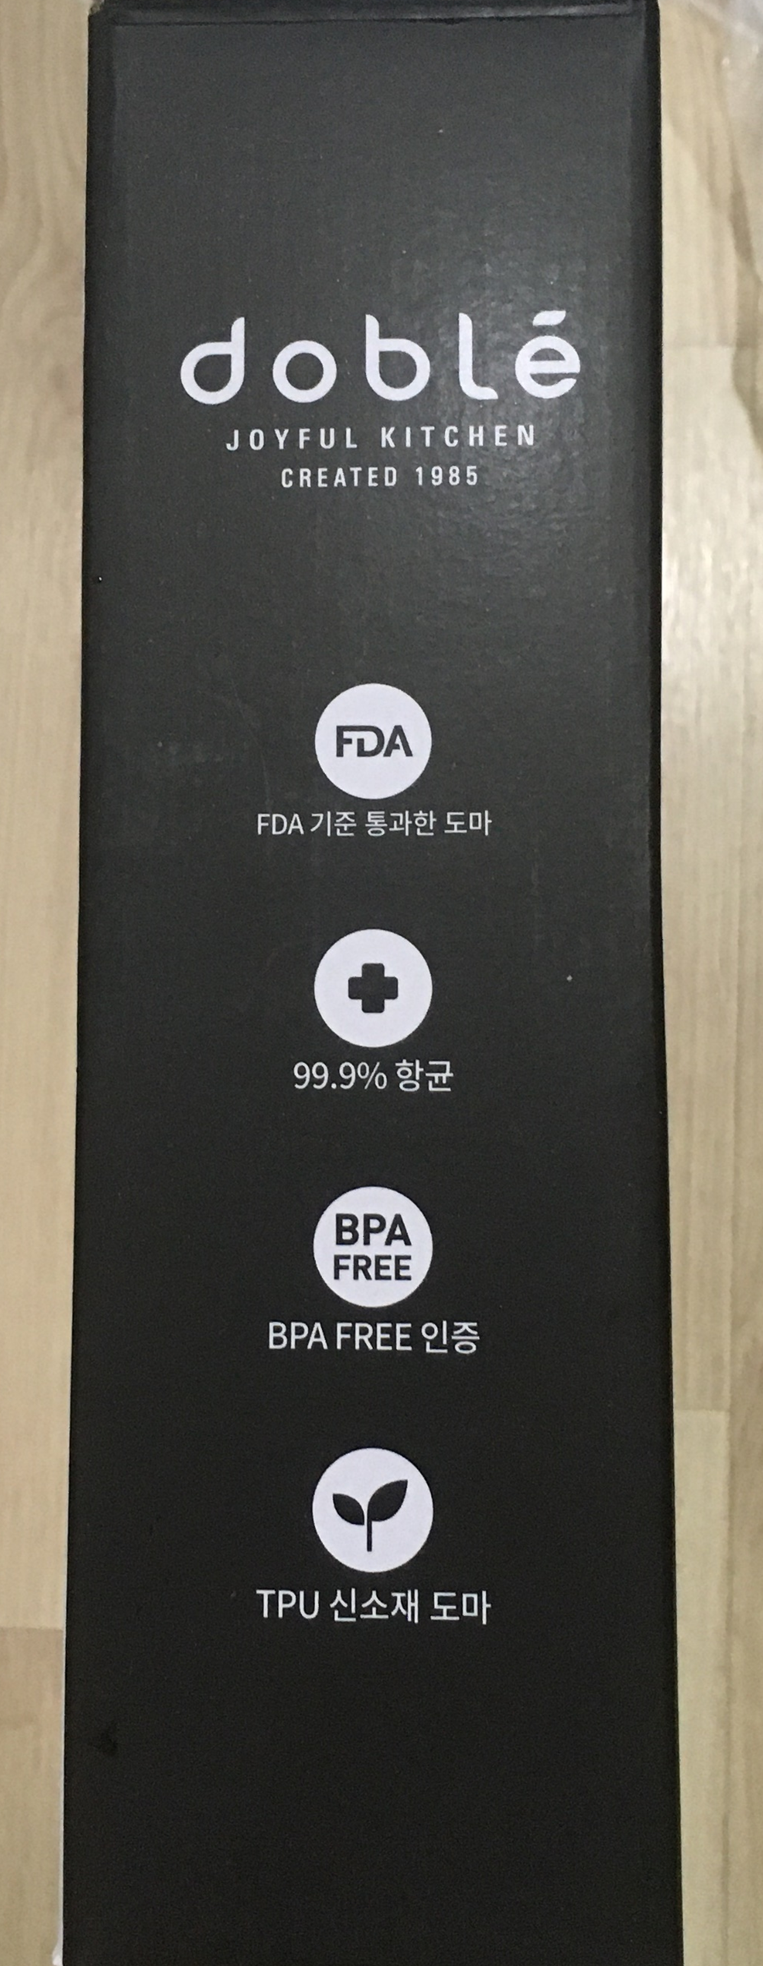 doblé
JOYFUL KITCHEN
CREATED 1985
FDA
FDA 기준 통과한 도마
99.9% 항균
BPA
FREE
BPA FREE 인증
TPU 신소재 도마